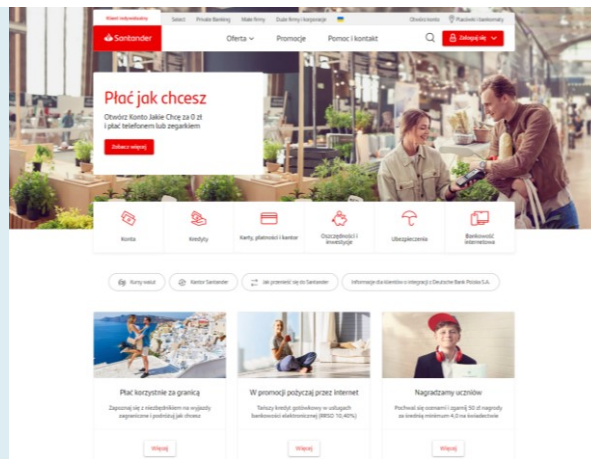 Klient indywidualny Select Private Banking Małe firmy Duże firmy i korporacje Otwórz konto Placówki i bankomaty
Santander Oferta Promocje Pomoc i kontakt Zaloguj się
Płać jak chcesz
Otwórz Konto Jakie Chcę za 0 zł
i płać telefonem lub zegarkiem
Zobacz więcej
Konta Kredyty Karty, płatności i kantor Oszczędności i Ubezpieczenia Bankowość
inwestycje internetowa
Kursy walut Kantor Santander Jak przenieść się do Santander Informacje dla klientów o integracji z Deutsche Bank Polska S.A.
Płać korzystnie za granicą
Zapoznaj się z niezbędnikiem na wyjazdy
zagraniczne i podróżuj jak chcesz
Więcej
W promocji pożyczaj przez internet
Tańszy kredyt gotówkowy w usługach
bankowości elektronicznej (RRSO: 10,40%)
Więcej
Nagradzamy uczniów
Pochwal się ocenami i zgarnij 50 zł nagrody
za średnią minimum 4,0 na świadectwie
Więcej